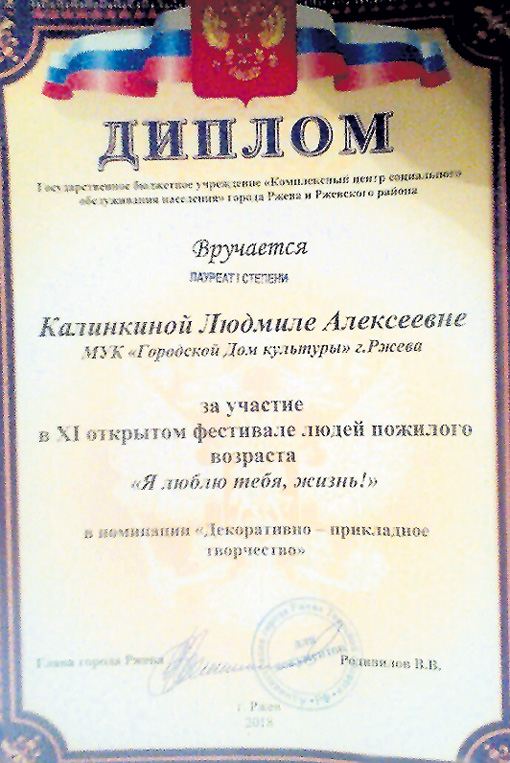 ДИПЛОМ
Государственное бюджетное учреждение «Комплексный центр социального
обслуживания населения» города Ржева и Ржевского района
Вручается
ЛАУРЕАТ I СТЕПЕНИ
Калинкиной Людмиле Алексеевне
МУК «Городской Дом культуры» г.Ржева
за участие
в XI открытом фестивале людей пожилого
возраста
«Я люблю тебя, жизнь!»
в номинации «Декоративно – прикладное
творчество»
Глава города Ржева
для
документов
Родивилов В.В.
г. Ржев
2018